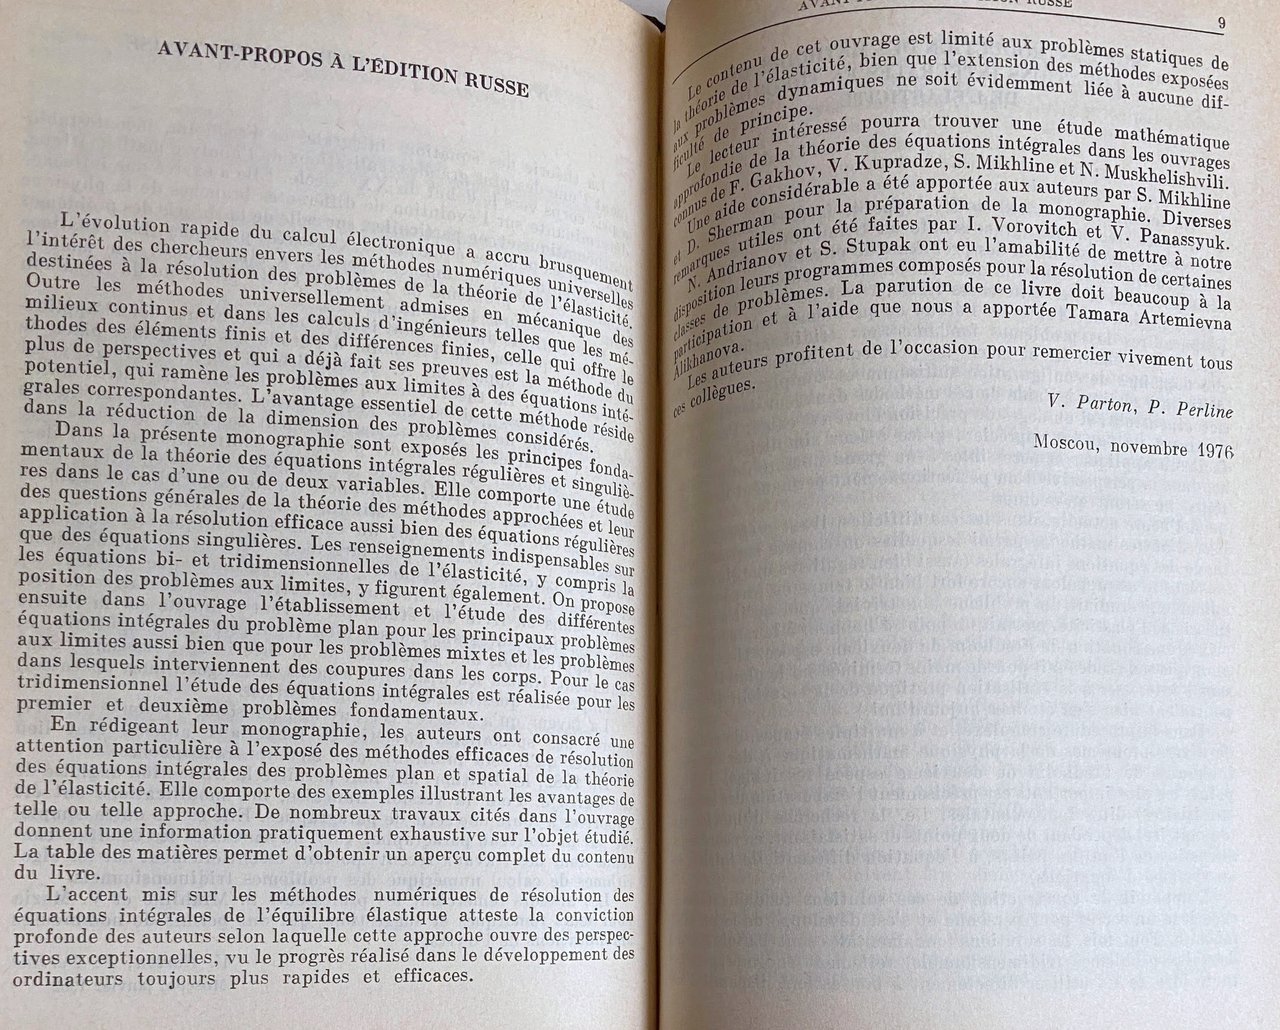 AVANT-PROPOS À L'ÉDITION RUSSE
L'évolution rapide du calcul électronique a accru brusquement
l'intérêt des chercheurs envers les méthodes numériques universelles
destinées à la résolution des problèmes de la théorie de l'élasticité.
Outre les méthodes universellement admises en mécanique des
milieux continus et dans les calculs d'ingénieurs telles que les mé-
thodes des éléments finis et des différences finies, celle qui offre le
plus de perspectives et qui a déjà fait ses preuves est la méthode du
potentiel, qui ramène les problèmes aux limites à des équations inté-
grales correspondantes. L'avantage essentiel de cette méthode réside
dans la réduction de la dimension des problèmes considérés.
Dans la présente monographie sont exposés les principes fonda-
mentaux de la théorie des équations intégrales régulières et singuliè-
res dans le cas d'une ou de deux variables. Elle comporte une étude
des questions générales de la théorie des méthodes approchées et leur
application à la résolution efficace aussi bien des équations régulières
que des équations singulières. Les renseignements indispensables sur
les équations bi- et tridimensionnelles de l'élasticité, y compris la
position des problèmes aux limites, y figurent également. On propose
ensuite dans l'ouvrage l'établissement et l'étude des différentes
équations intégrales du problème plan pour les principaux problèmes
aux limites aussi bien que pour les problèmes mixtes et les problèmes
dans lesquels interviennent des coupures dans les corps. Pour le cas
tridimensionnel l'étude des équations intégrales est réalisée pour les
premier et deuxième problèmes fondamentaux.
En rédigeant leur monographie, les auteurs ont consacré une
attention particulière à l'exposé des méthodes efficaces de résolution
des équations intégrales des problèmes plan et spatial de la théorie
de l'élasticité. Elle comporte des exemples illustrant les avantages de
telle ou telle approche. De nombreux travaux cités dans l'ouvrage
donnent une information pratiquement exhaustive sur l'objet étudié.
La table des matières permet d'obtenir un aperçu complet du contenu
du livre.
L'accent mis sur les méthodes numériques de résolution des
équations intégrales de l'équilibre élastique atteste la conviction
profonde des auteurs selon laquelle cette approche ouvre des perspec-
tives exceptionnelles, vu le progrès réalisé dans le développement des
ordinateurs toujours plus rapides et efficaces.
AVANT-PROPOS À L'ÉDITION RUSSE 9
Le contenu de cet ouvrage est limité aux problèmes statiques de
la théorie de l'élasticité, bien que l'extension des méthodes exposées
aux problèmes dynamiques ne soit évidemment liée à aucune dif-
ficulté de principe.
Le lecteur intéressé pourra trouver une étude mathématique
approfondie de la théorie des équations intégrales dans les ouvrages
connus de F. Gakhov, V. Kupradze, S. Mikhline et N. Muskhelishvili.
Une aide considérable a été apportée aux auteurs par S. Mikhline
et D. Sherman pour la préparation de la monographie. Diverses
remarques utiles ont été faites par I. Vorovitch et V. Panassyuk.
N. Andrianov et S. Stupak ont eu l'amabilité de mettre à notre
disposition leurs programmes composés pour la résolution de certaines
classes de problèmes. La parution de ce livre doit beaucoup à la
participation et à l'aide que nous a apportée Tamara Artemievna
Alikhanova.
Les auteurs profitent de l'occasion pour remercier vivement tous
ces collègues.
V. Parton, P. Perline
Moscou, novembre 1976